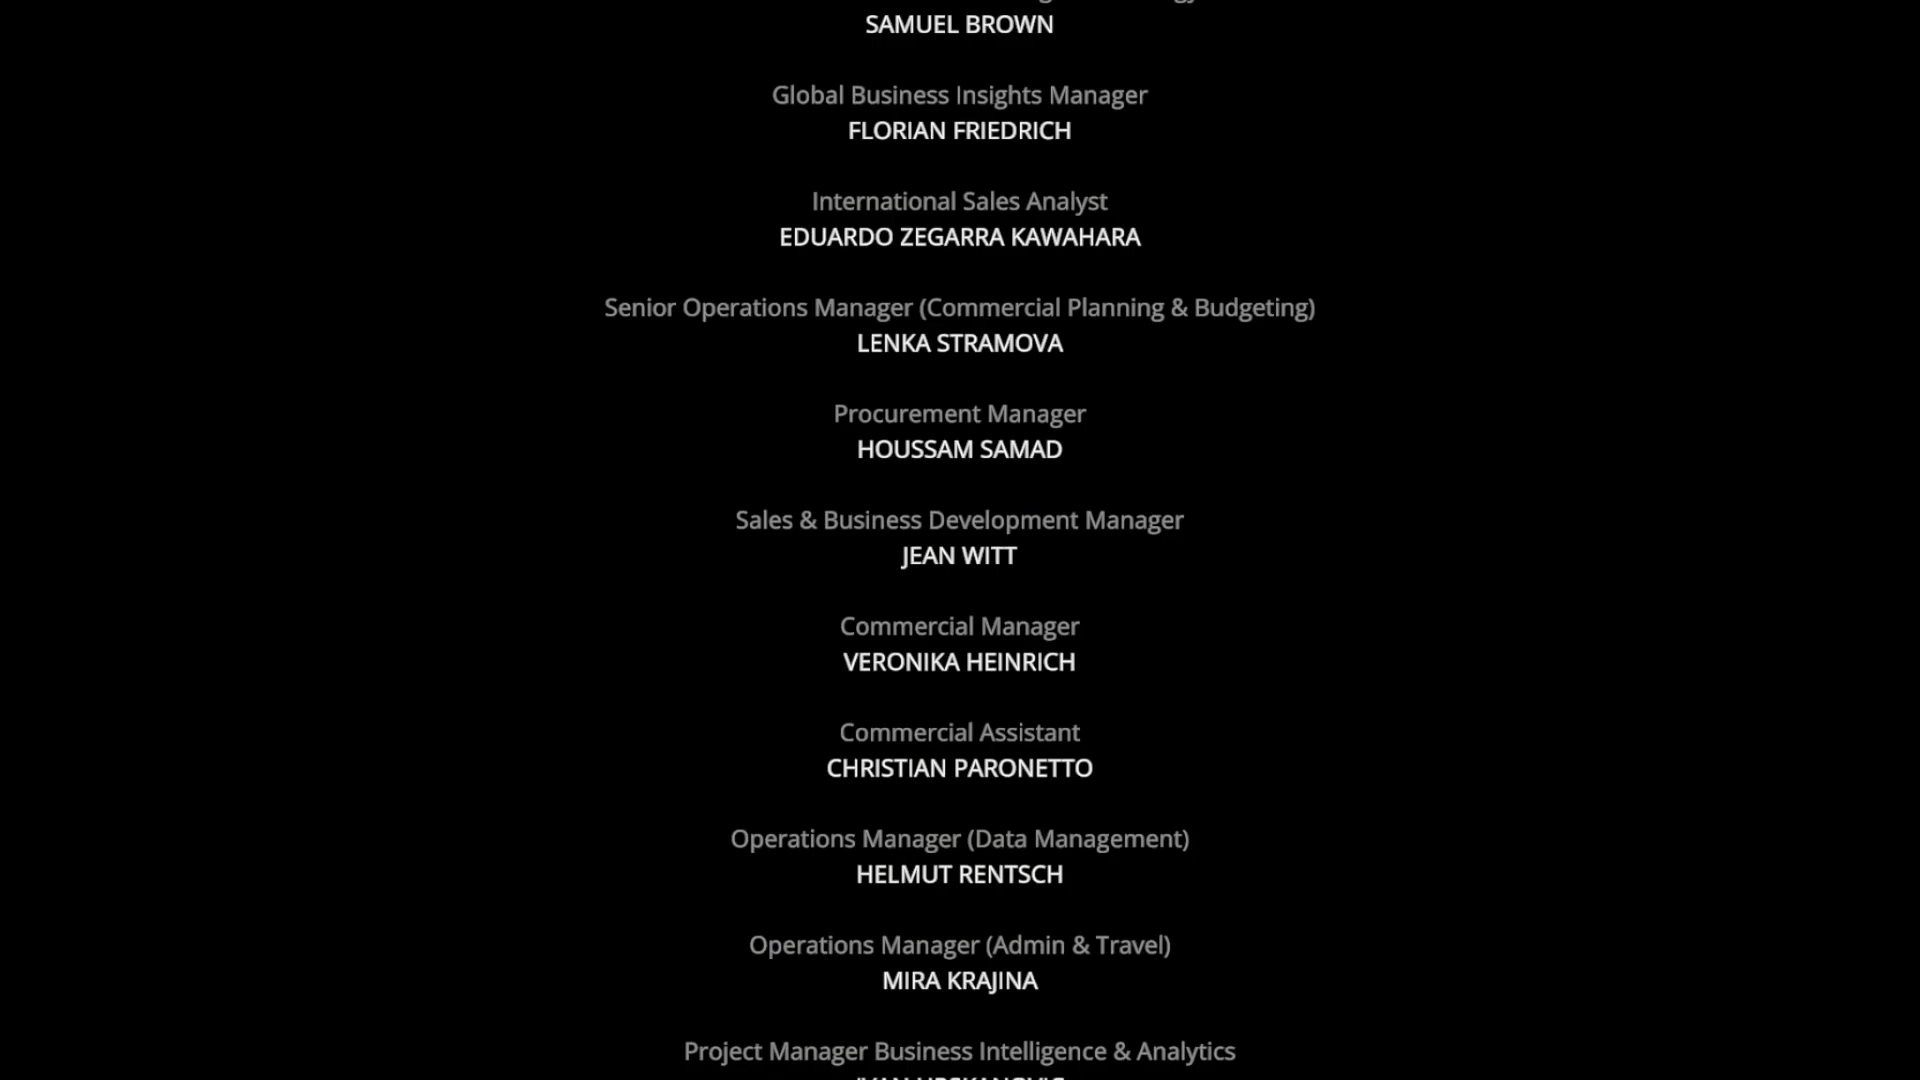 SAMUEL BROWN
Global Business Insights Manager
FLORIAN FRIEDRICH
International Sales Analyst
EDUARDO ZEGARRA KAWAHARA
Senior Operations Manager (Commercial Planning & Budgeting)
LENKA STRAMOVA
Procurement Manager
HOUSSAM SAMAD
Sales & Business Development Manager
JEAN WITT
Commercial Manager
VERONIKA HEINRICH
Commercial Assistant
CHRISTIAN PARONETTO
Operations Manager (Data Management)
HELMUT RENTSCH
Operations Manager (Admin & Travel)
MIRA KRAJINA
Project Manager Business Intelligence & Analytics